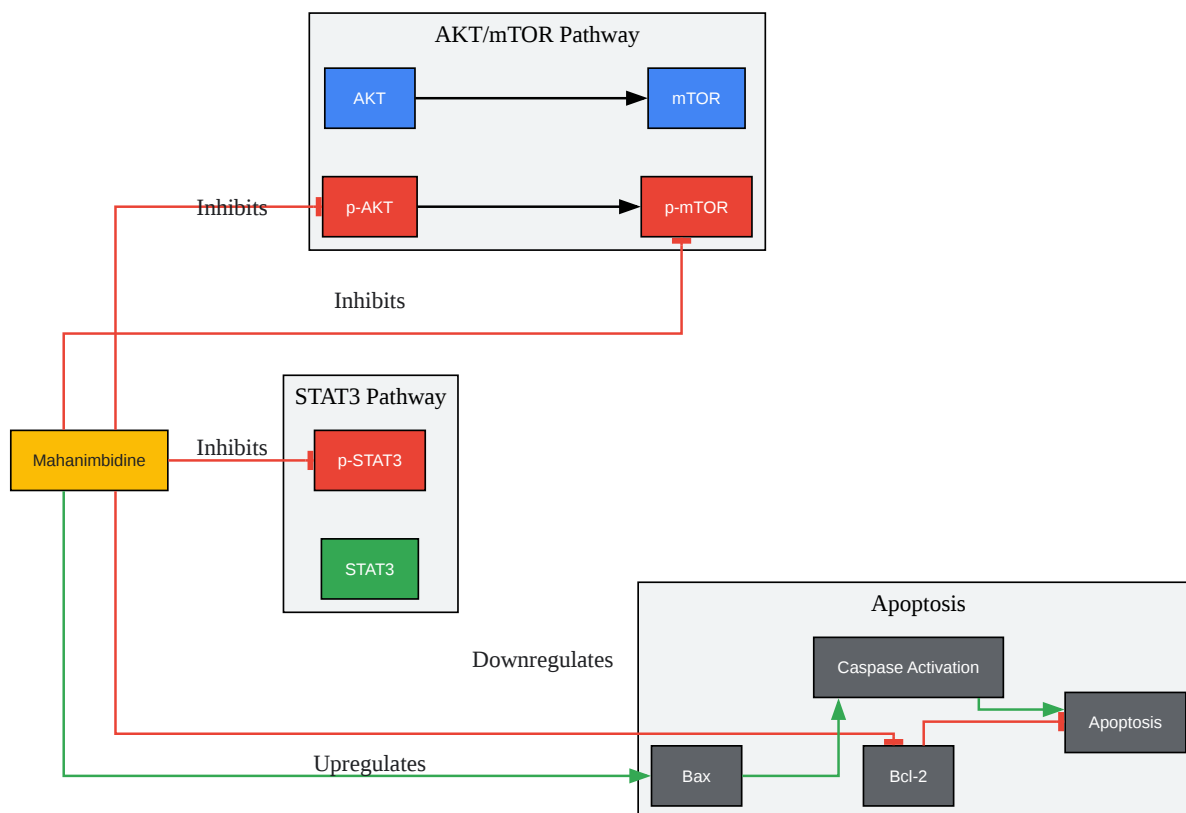 AKT/mTOR Pathway
AKT
mTOR
Inhibits
p-AKT
p-mTOR
Inhibits
STAT3 Pathway
Mahanimbidine
Inhibits
p-STAT3
STAT3
Apoptosis
Downregulates
Caspase Activation
Apoptosis
Upregulates
Bax
Bcl-2